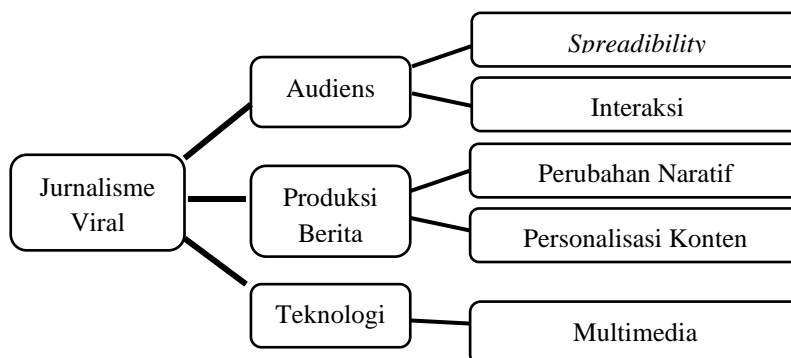 Jurnalisme
Viral
Audiens
Spreadibility
Interaksi
Produksi
Berita
Perubahan Naratif
Personalisasi Konten
Teknologi
Multimedia